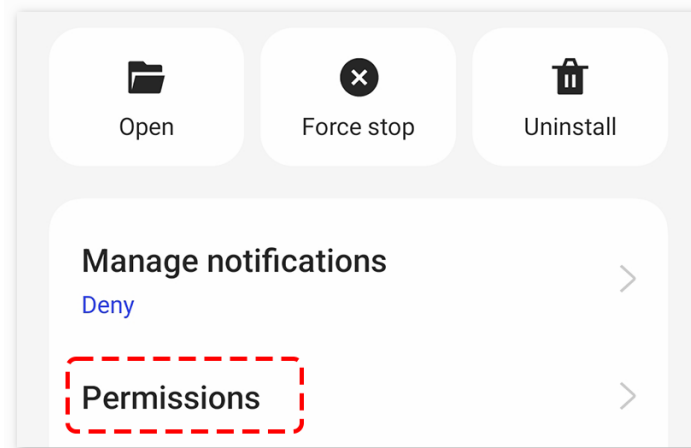 Open
Force stop
Uninstall
Manage notifications
Deny
Permissions